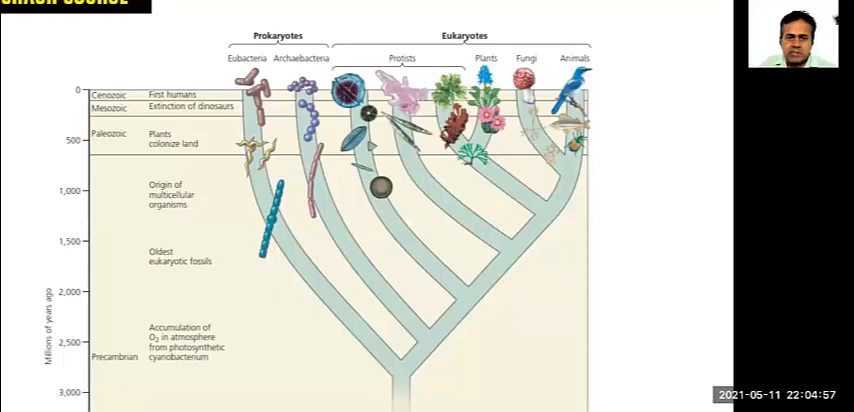 CRASH COURSE
Prokaryotes
Eukaryotes
Eubacteria
Archaebacteria
Protists
Plants
Fungi
Animals
0
Cenozoic
First humans
Mesozoic
Extinction of dinosaurs
500
Paleozoic
Plants
colonize land
1,000
Origin of
multicellular
organisms
1,500
Oldest
eukaryotic fossils
2,000
Millions of years ago
2,500
Precambrian
Accumulation of
O₂ in atmosphere
from photosynthetic
cyanobacterium
3,000
2021-05-11 22:04:57